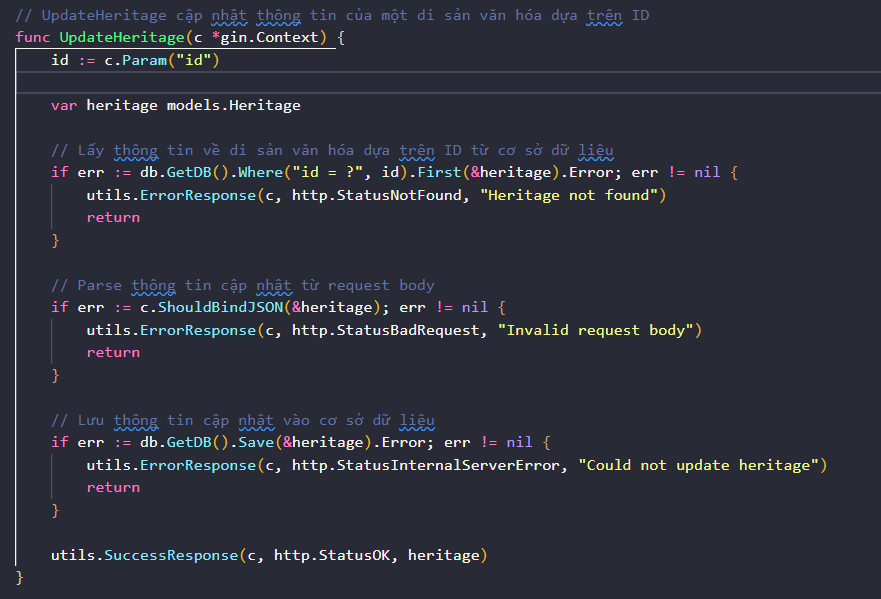 // UpdateHeritage cập nhật thông tin của một di sản văn hóa dựa trên ID
func UpdateHeritage(c *gin.Context) {
id := c.Param("id")
var heritage models.Heritage
// Lấy thông tin về di sản văn hóa dựa trên ID từ cơ sở dữ liệu
if err := db.GetDB().Where("id = ?", id).First(&heritage).Error; err != nil {
utils.ErrorResponse(c, http.StatusNotFound, "Heritage not found")
return
}
// Parse thông tin cập nhật từ request body
if err := c.ShouldBindJSON(&heritage); err != nil {
utils.ErrorResponse(c, http.StatusBadRequest, "Invalid request body")
return
}
// Lưu thông tin cập nhật vào cơ sở dữ liệu
if err := db.GetDB().Save(&heritage).Error; err != nil {
utils.ErrorResponse(c, http.StatusInternalServerError, "Could not update heritage")
return
}
utils.SuccessResponse(c, http.StatusOK, heritage)
}